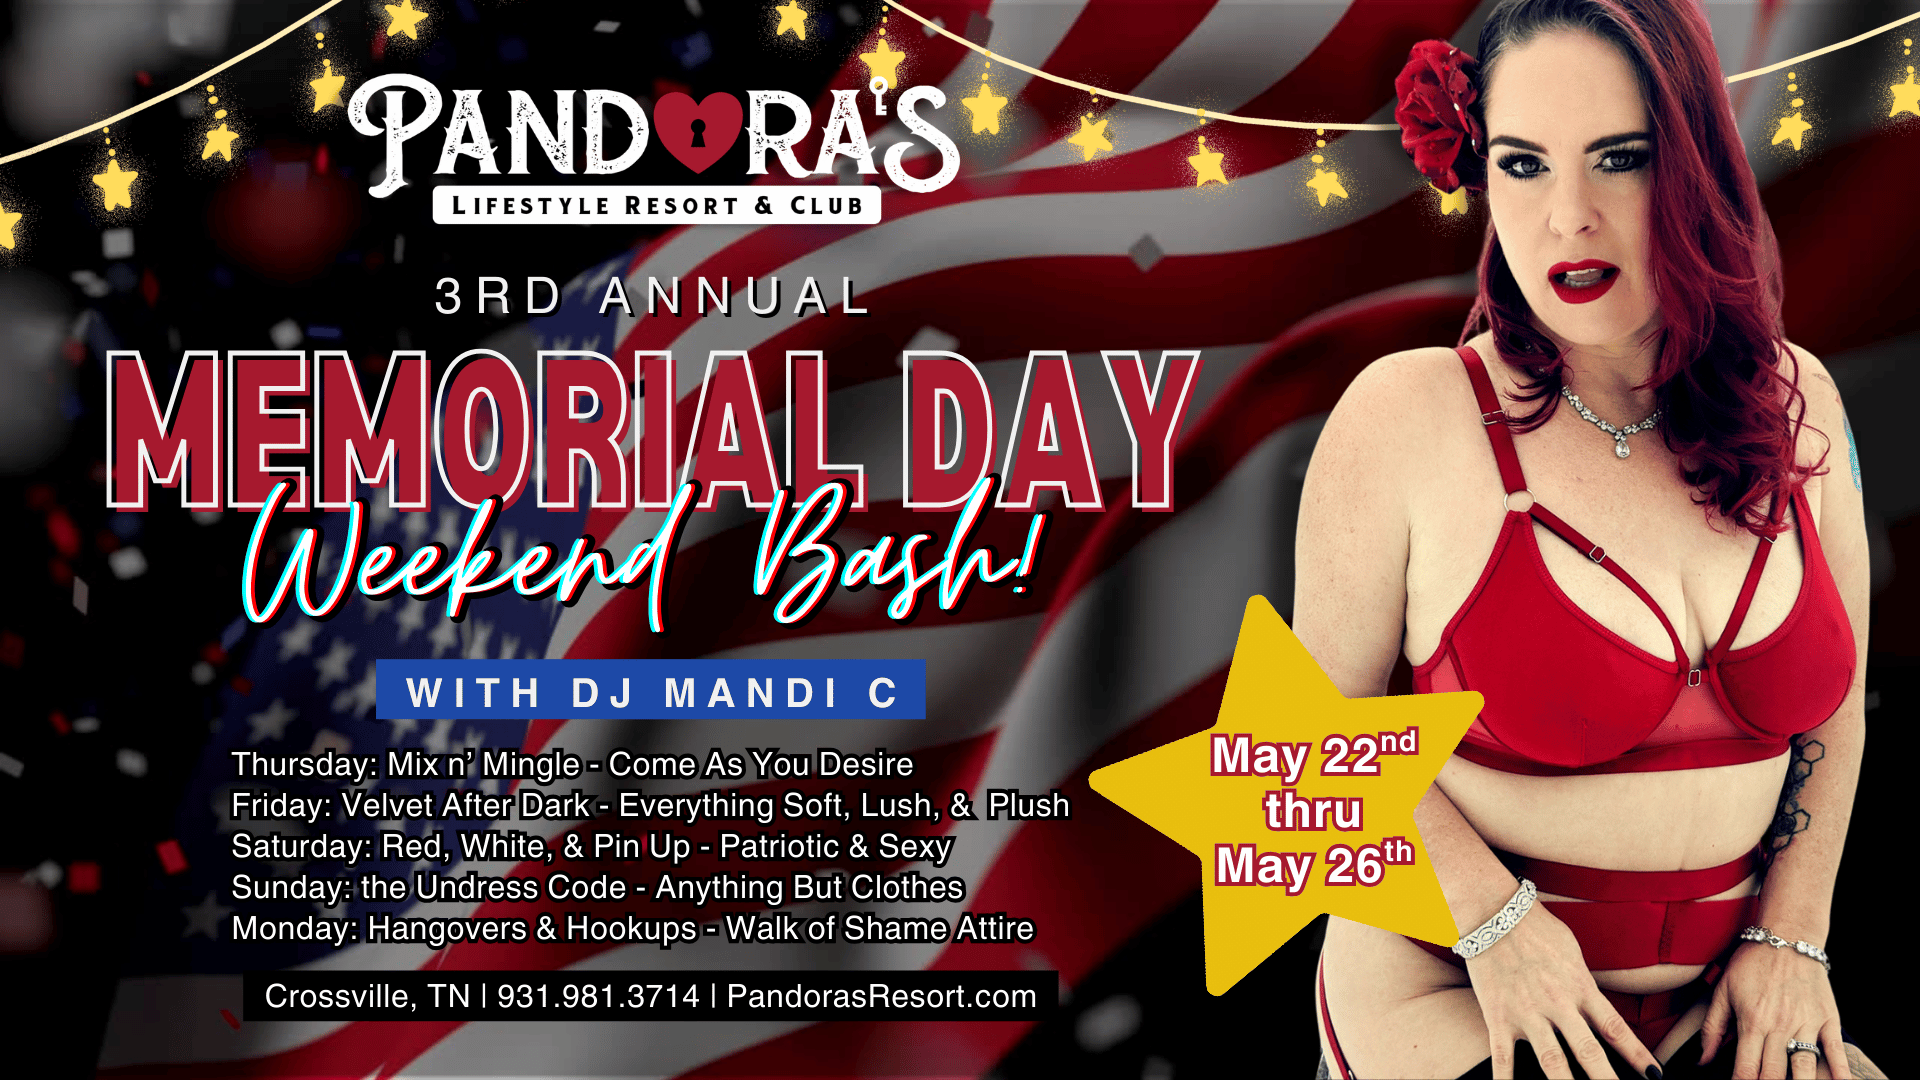 PANDORA'S
LIFESTYLE RESORT & CLUB
3RD ANNUAL
MEMORIAL DAY
Weekend Bash!
WITH DJ MANDI C
Thursday: Mix n’ Mingle - Come As You Desire
Friday: Velvet After Dark - Everything Soft, Lush, & Plush
Saturday: Red, White, & Pin Up - Patriotic & Sexy
Sunday: the Undress Code - Anything But Clothes
Monday: Hangovers & Hookups - Walk of Shame Attire
Crossville, TN | 931.981.3714 | PandorasResort.com
May 22nd
thru
May 26th